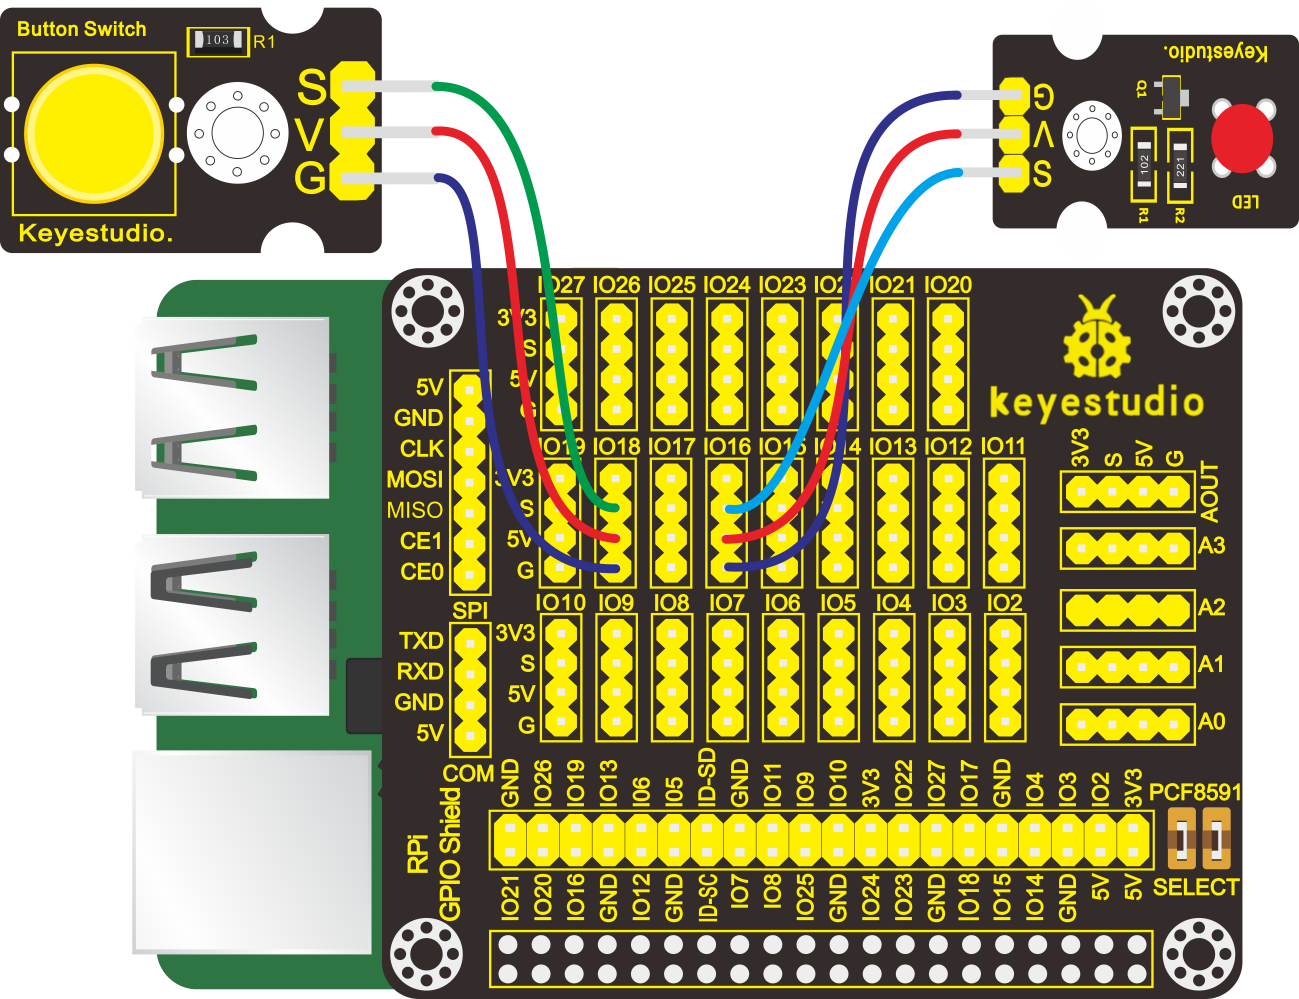 Button Switch
103
R1
S
V
G
Keyestudio.
Keyestudio.
Q1
G
V
S
102
221
R1
R2
LED
IO27 IO26 IO25 IO24 IO23 IO21 IO20
3V3
S
5V
G
keyestudio
5V
GND
CLK
MOSI
MISO
CE1
CE0
SPI
IO19 IO18 IO17 IO16 IO15 IO14 IO13 IO12 IO11
3V3
S
5V
G
3V3 S 5V G
AOUT
A3
A2
A1
A0
TXD
RXD
GND
5V
COM
IO10 IO9 IO8 IO7 IO6 IO5 IO4 IO3 IO2
3V3
S
5V
G
RPi
GPIO Shield
GND IO26 IO19 IO13 IO6 IO5 ID-SD GND IO11 IO9 IO10 3V3 IO22 IO27 IO17 GND IO4 IO3 IO2 3V3
IO21 IO20 IO16 GND IO12 GND ID-SC IO7 IO8 IO25 GND IO24 IO23 GND IO18 IO15 IO14 GND 5V 5V
PCF8591
SELECT